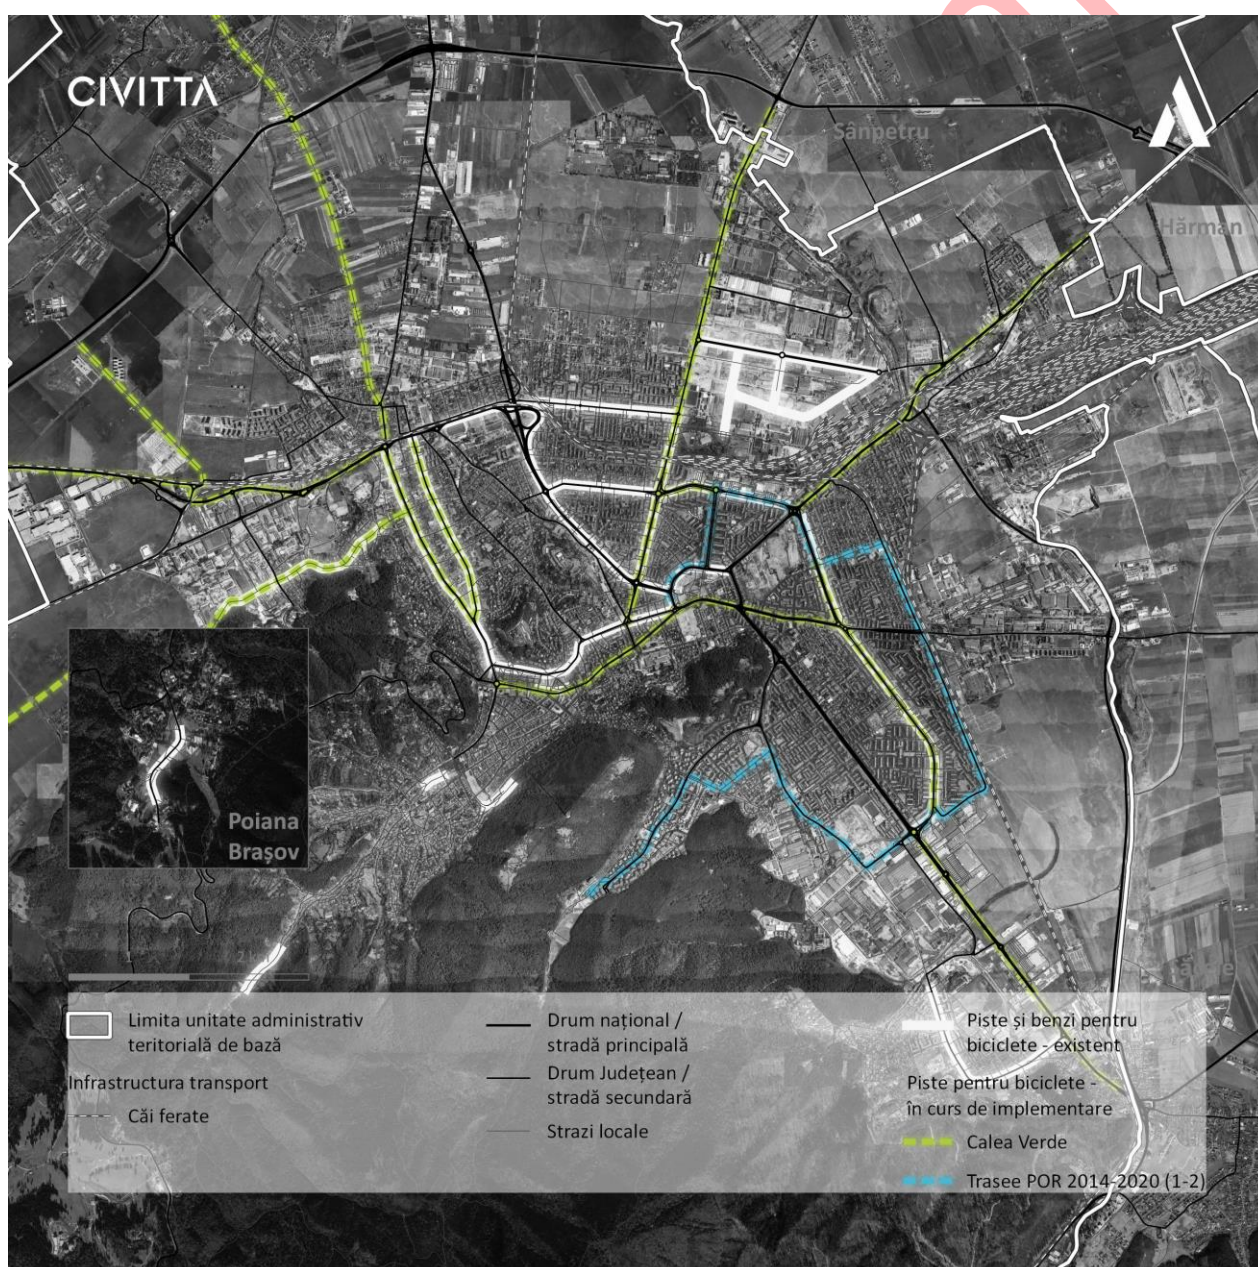 CIVITTA
Sânpetru
Hărman
Poiana
Brașov
Limita unitate administrativ
teritorială de bază
Infrastructura transport
Căi ferate
Drum național /
stradă principală
Drum Județean /
stradă secundară
Strazi locale
Piste și benzi pentru
biciclete - existent
Piste pentru biciclete -
în curs de implementare
Calea Verde
Trasee POR 2014-2020 (1-2)